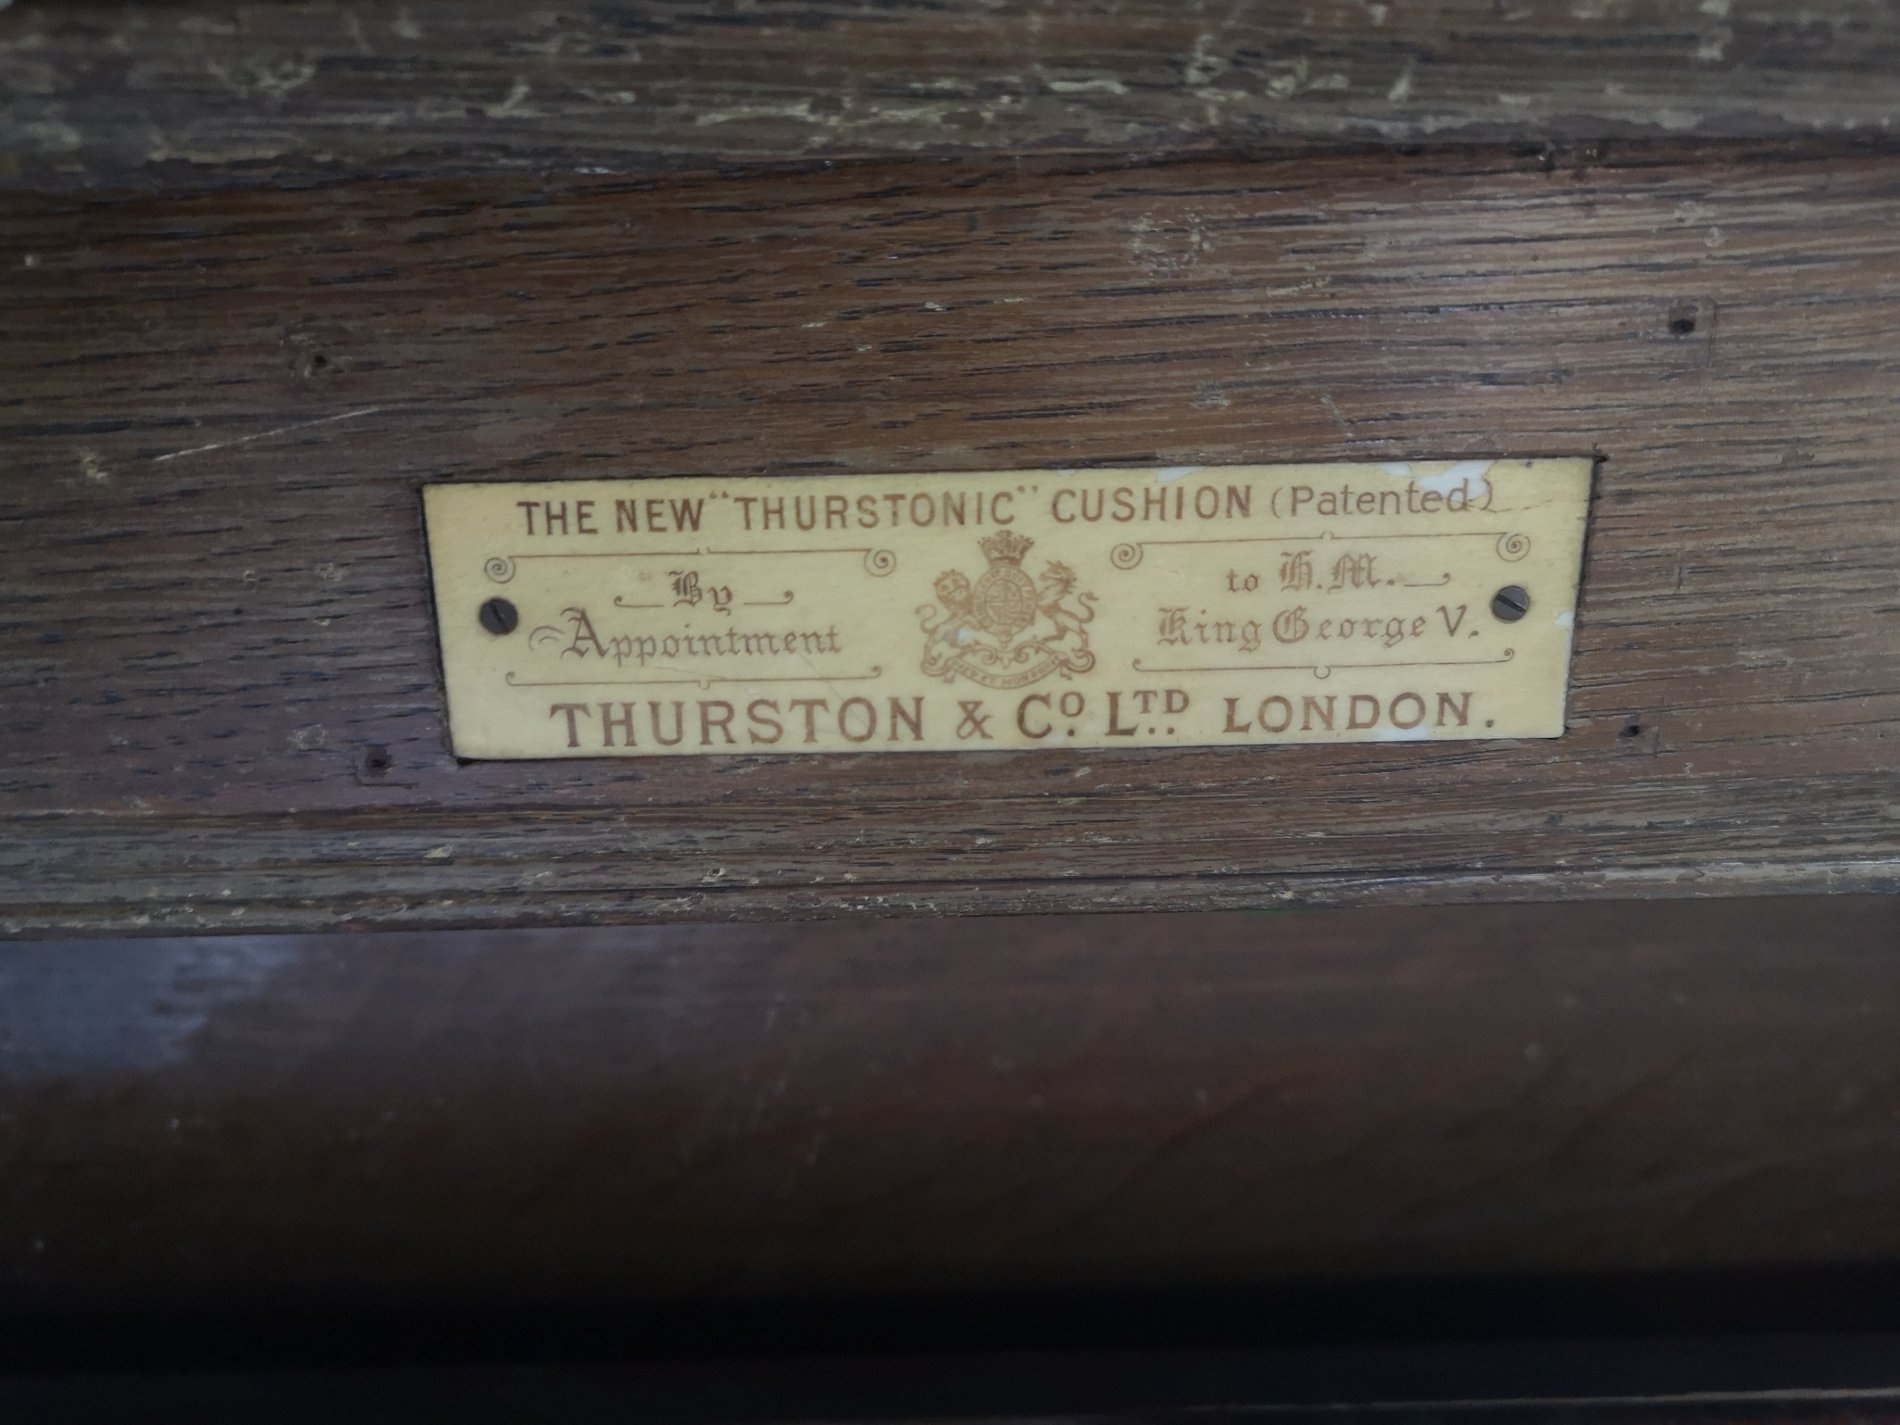 THE NEW "THURSTONIC" CUSHION (Patented)
By
Appointment
to H.M.
King George V.
THURSTON & Co. LTD. LONDON.